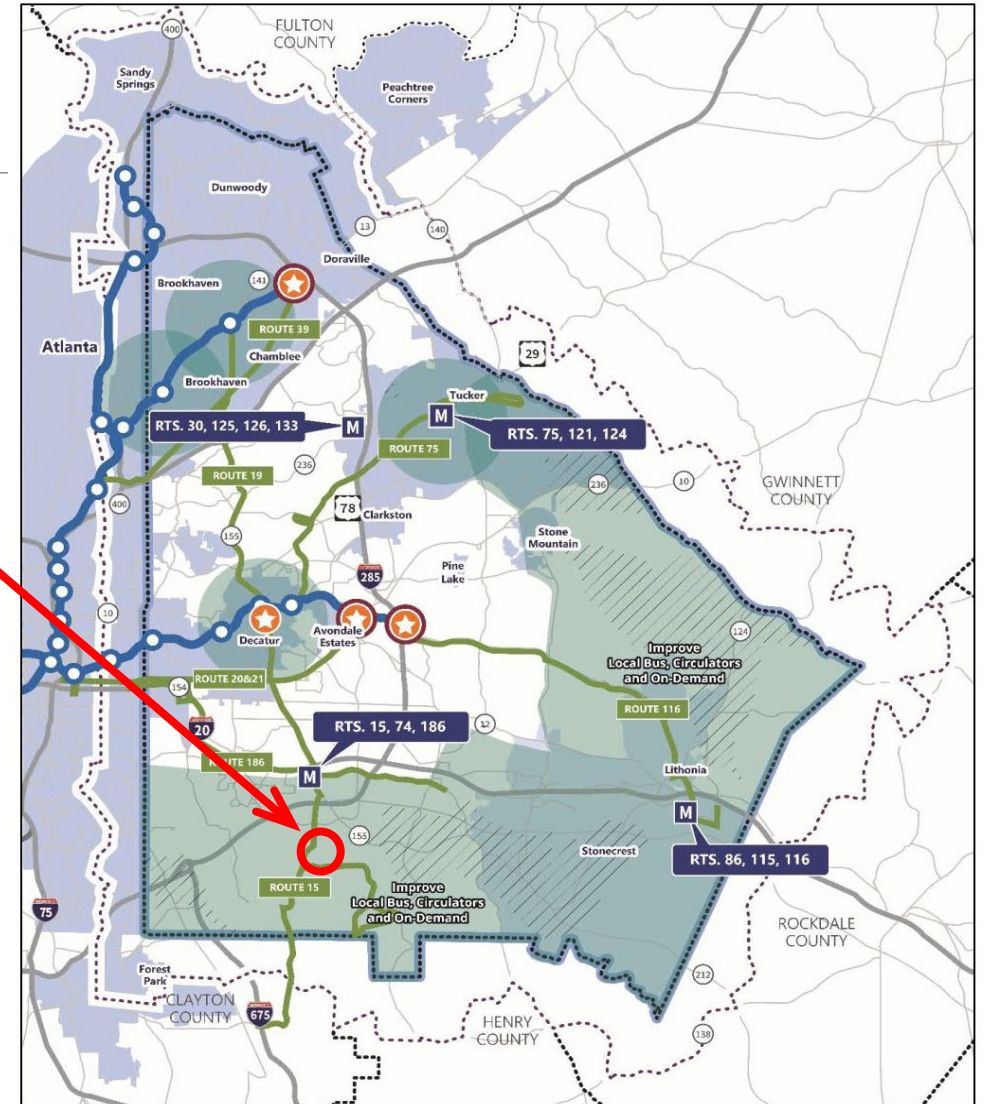 400
FULTON
COUNTY
Sandy
Springs
Peachtree
Corners
Dunwoody
13
140
Doraville
Brookhaven
141
ROUTE 39
Atlanta
Chamblee
29
Brookhaven
Tucker
RTS. 30, 125, 126, 133
M
M
RTS. 75, 121, 124
ROUTE 75
236
ROUTE 19
236
10
GWINNETT
COUNTY
400
78
Clarkston
155
Stone
Mountain
Pine
Lake
285
10
Decatur
Avondale
Estates
124
Improve
Local Bus, Circulators
and On-Demand
154
ROUTE 20&21
ROUTE 116
20
RTS. 15, 74, 186
12
ROUTE 186
M
Lithonia
M
155
Stonecrest
RTS. 86, 115, 116
ROUTE 15
Improve
Local Bus, Circulators
and On-Demand
75
ROCKDALE
COUNTY
Forest
Park
212
CLAYTON
COUNTY
675
HENRY
COUNTY
138